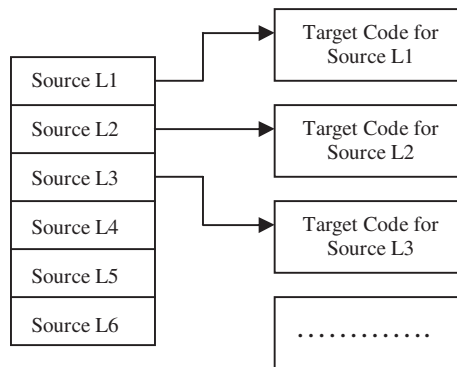 Source L1
Source L2
Source L3
Source L4
Source L5
Source L6
Target Code for
Source L1
Target Code for
Source L2
Target Code for
Source L3
.............